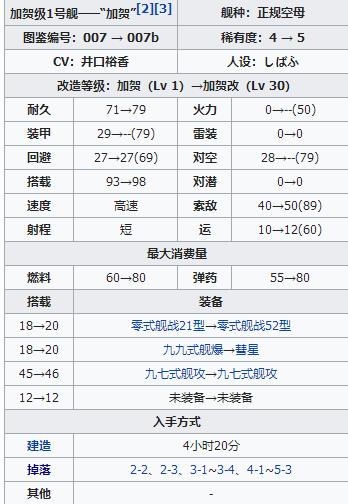 加贺级1号舰——“加贺”[2][3] 舰种：正规空母
图鉴编号：007 → 007b 稀有度：4 → 5
CV：井口裕香 人设：しばふ
改造等级：加贺（Lv 1）→加贺改（Lv 30）
耐久 71→79 火力 0→--(50)
装甲 29→--(79) 雷装 0→0
回避 27→27(69) 对空 28→--(79)
搭载 93→98 对潜 0→0
速度 高速 索敌 40→50(89)
射程 短 运 10→12(60)
最大消费量
燃料 60→80 弹药 55→80
搭载 装备
18→20 零式舰战21型→零式舰战52型
18→20 九九式舰爆→彗星
45→46 九七式舰攻→九七式舰攻
12→12 未装备→未装备
入手方式
建造 4小时20分
掉落 2-2、2-3、3-1~3-4、4-1~5-3
其他 -